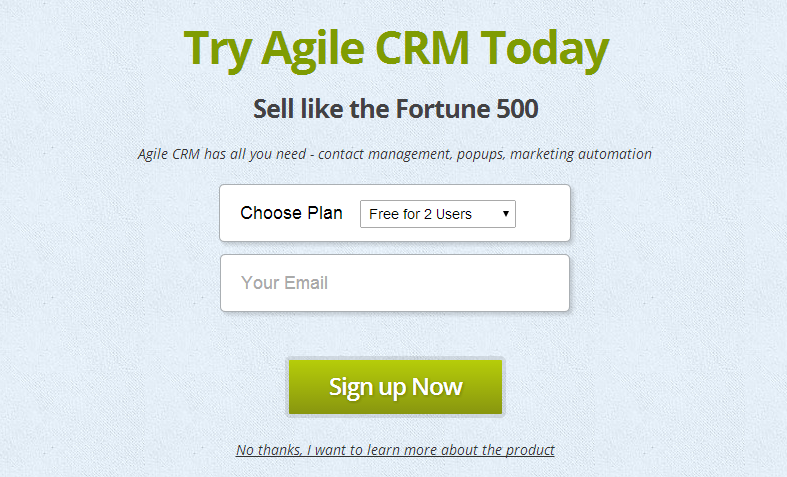 Try Agile CRM Today
Sell like the Fortune 500
Agile CRM has all you need - contact management, popups, marketing automation
Choose Plan Free for 2 Users
Your Email
Sign up Now
No thanks, I want to learn more about the product